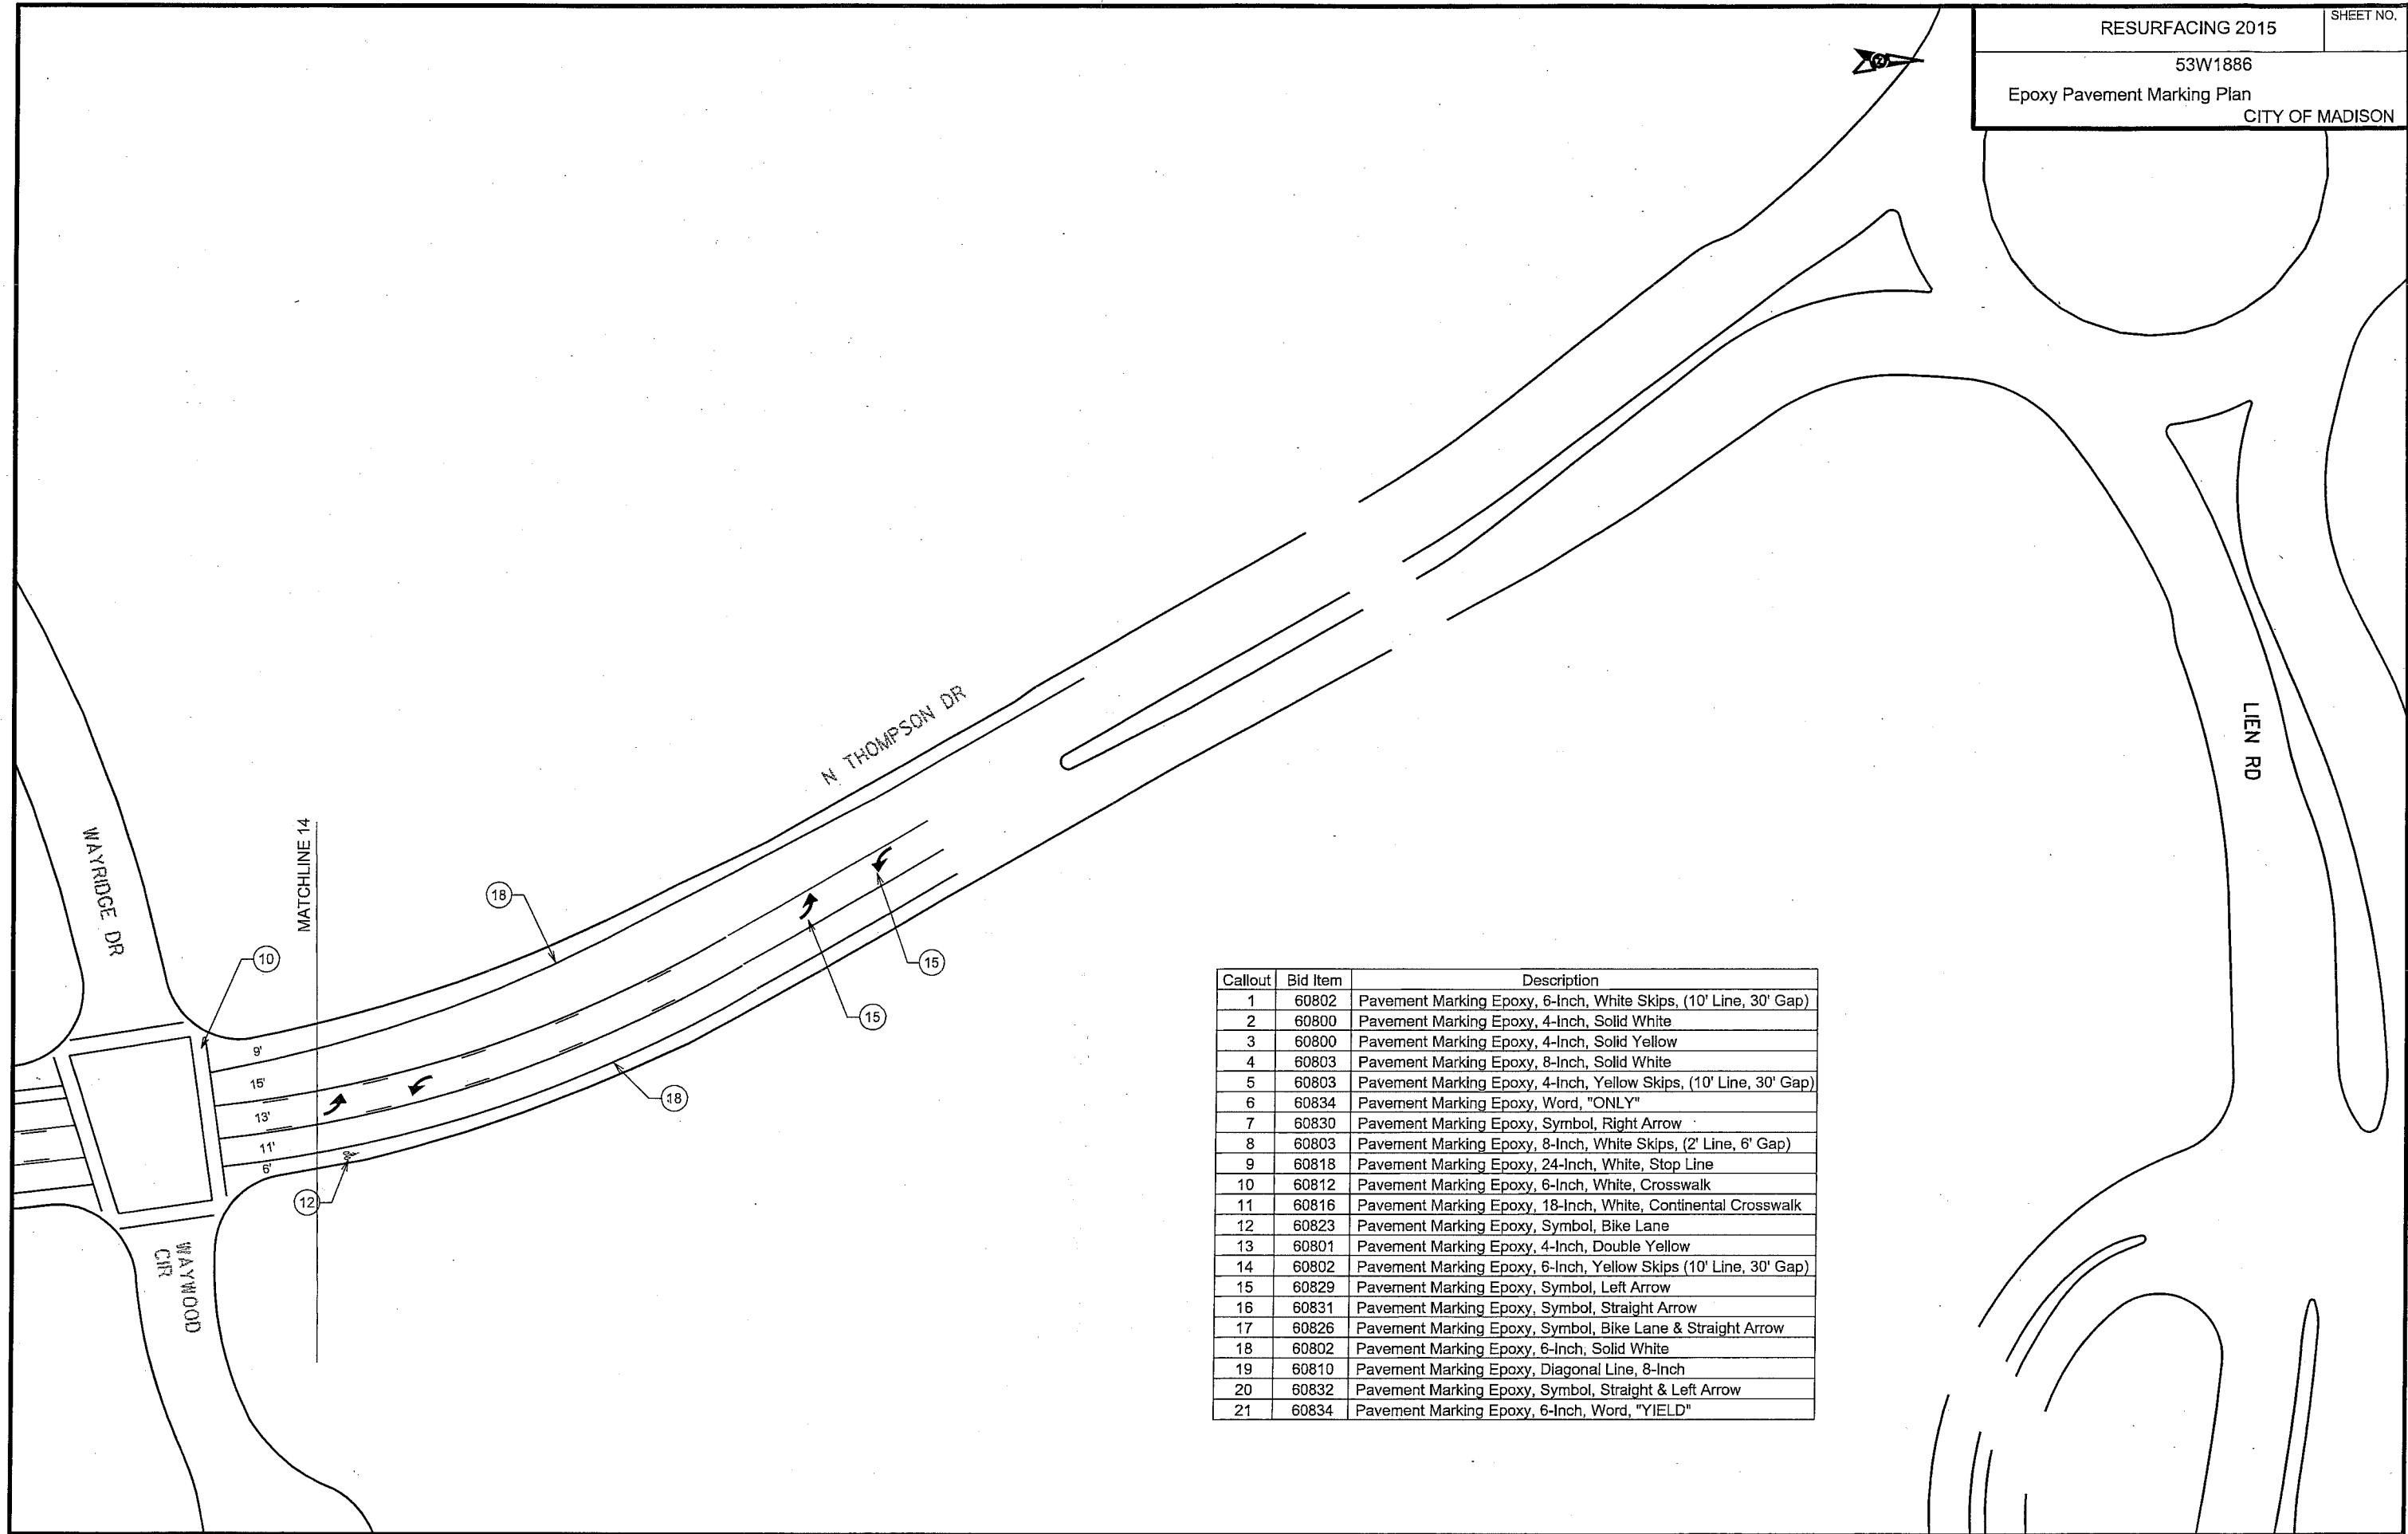 RESURFACING 2015
SHEET NO.
53W1886
Epoxy Pavement Marking Plan
CITY OF MADISON
N THOMPSON DR
LIEN RD
WAYRIDGE DR
MATCHLINE 14
18
10
15
15
9'
15'
13'
11'
6'
18
12
WAYWOOD
CIR
Callout Bid Item Description
1 60802 Pavement Marking Epoxy, 6-Inch, White Skips, (10' Line, 30' Gap)
2 60800 Pavement Marking Epoxy, 4-Inch, Solid White
3 60800 Pavement Marking Epoxy, 4-Inch, Solid Yellow
4 60803 Pavement Marking Epoxy, 8-Inch, Solid White
5 60803 Pavement Marking Epoxy, 4-Inch, Yellow Skips, (10' Line, 30' Gap)
6 60834 Pavement Marking Epoxy, Word, "ONLY"
7 60830 Pavement Marking Epoxy, Symbol, Right Arrow
8 60803 Pavement Marking Epoxy, 8-Inch, White Skips, (2' Line, 6' Gap)
9 60818 Pavement Marking Epoxy, 24-Inch, White, Stop Line
10 60812 Pavement Marking Epoxy, 6-Inch, White, Crosswalk
11 60816 Pavement Marking Epoxy, 18-Inch, White, Continental Crosswalk
12 60823 Pavement Marking Epoxy, Symbol, Bike Lane
13 60801 Pavement Marking Epoxy, 4-Inch, Double Yellow
14 60802 Pavement Marking Epoxy, 6-Inch, Yellow Skips (10' Line, 30' Gap)
15 60829 Pavement Marking Epoxy, Symbol, Left Arrow
16 60831 Pavement Marking Epoxy, Symbol, Straight Arrow
17 60826 Pavement Marking Epoxy, Symbol, Bike Lane & Straight Arrow
18 60802 Pavement Marking Epoxy, 6-Inch, Solid White
19 60810 Pavement Marking Epoxy, Diagonal Line, 8-Inch
20 60832 Pavement Marking Epoxy, Symbol, Straight & Left Arrow
21 60834 Pavement Marking Epoxy, 6-Inch, Word, "YIELD"